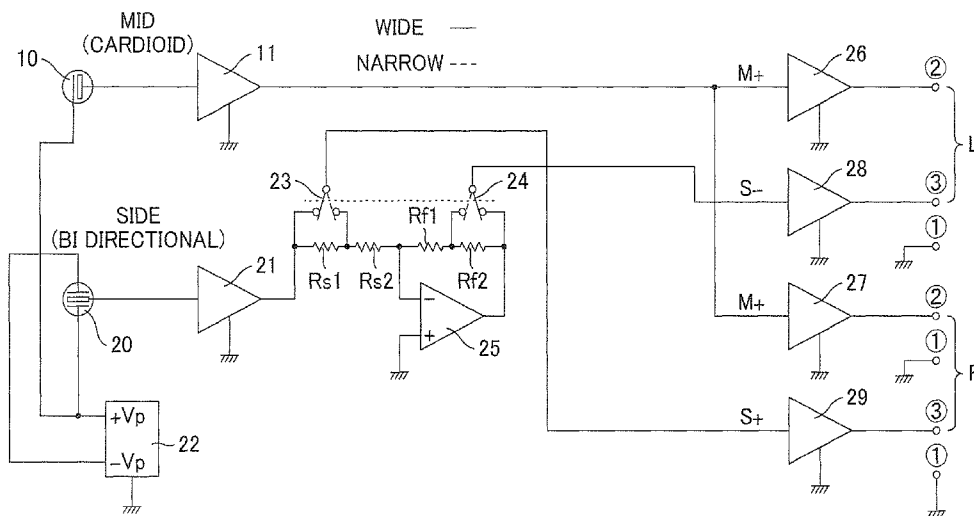 MID
(CARDIOID)
10
11
WIDE —
NARROW ---
M+
26
②
L
23
24
S−
28
③
①
SIDE
(BI DIRECTIONAL)
21
Rs1
Rs2
Rf1
Rf2
20
−
+
25
M+
27
②
①
+Vp
−Vp
22
S+
29
③
①